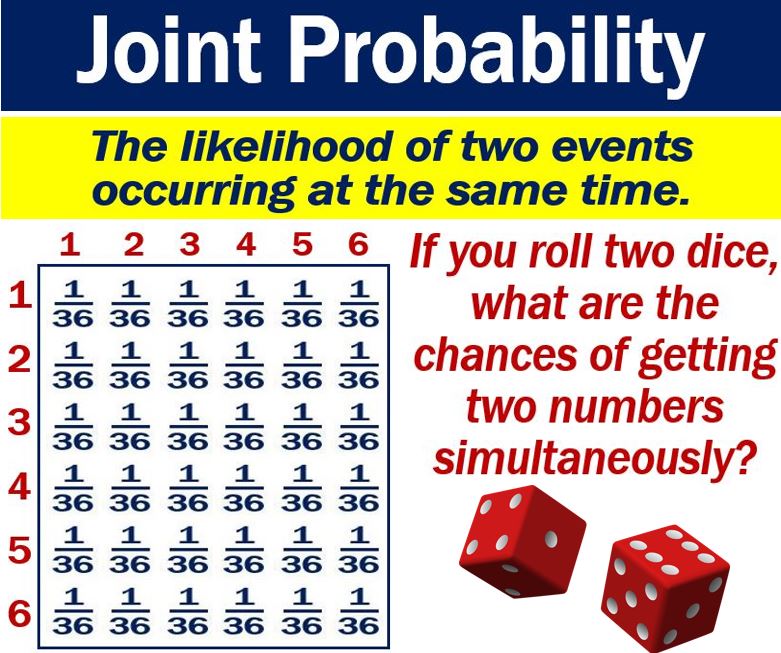 Joint Probability
The likelihood of two events
occurring at the same time.
1 2 3 4 5 6
1 1/36 1/36 1/36 1/36 1/36 1/36
2 1/36 1/36 1/36 1/36 1/36 1/36
3 1/36 1/36 1/36 1/36 1/36 1/36
4 1/36 1/36 1/36 1/36 1/36 1/36
5 1/36 1/36 1/36 1/36 1/36 1/36
6 1/36 1/36 1/36 1/36 1/36 1/36
If you roll two dice,
what are the
chances of getting
two numbers
simultaneously?